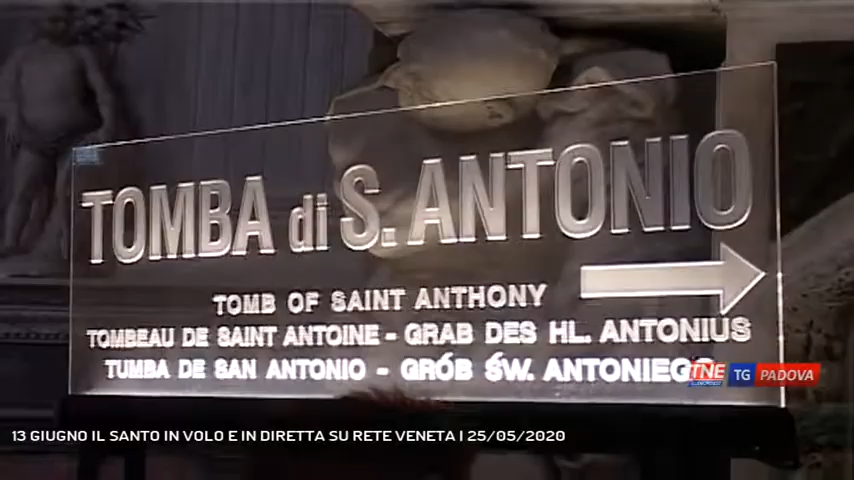 TOMBA di S. ANTONIO
TOMB OF SAINT ANTHONY
TOMBEAU DE SAINT ANTOINE - GRAB DES HL. ANTONIUS
TUMBA DE SAN ANTONIO - GRÓB ŚW. ANTONIEGO
TNE TG PADOVA
13 GIUGNO IL SANTO IN VOLO E IN DIRETTA SU RETE VENETA | 25/05/2020